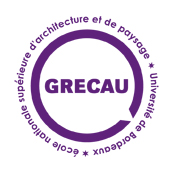 école nationale supérieure d'architecture et de paysage ★ Université de Bordeaux ★
GRECAU